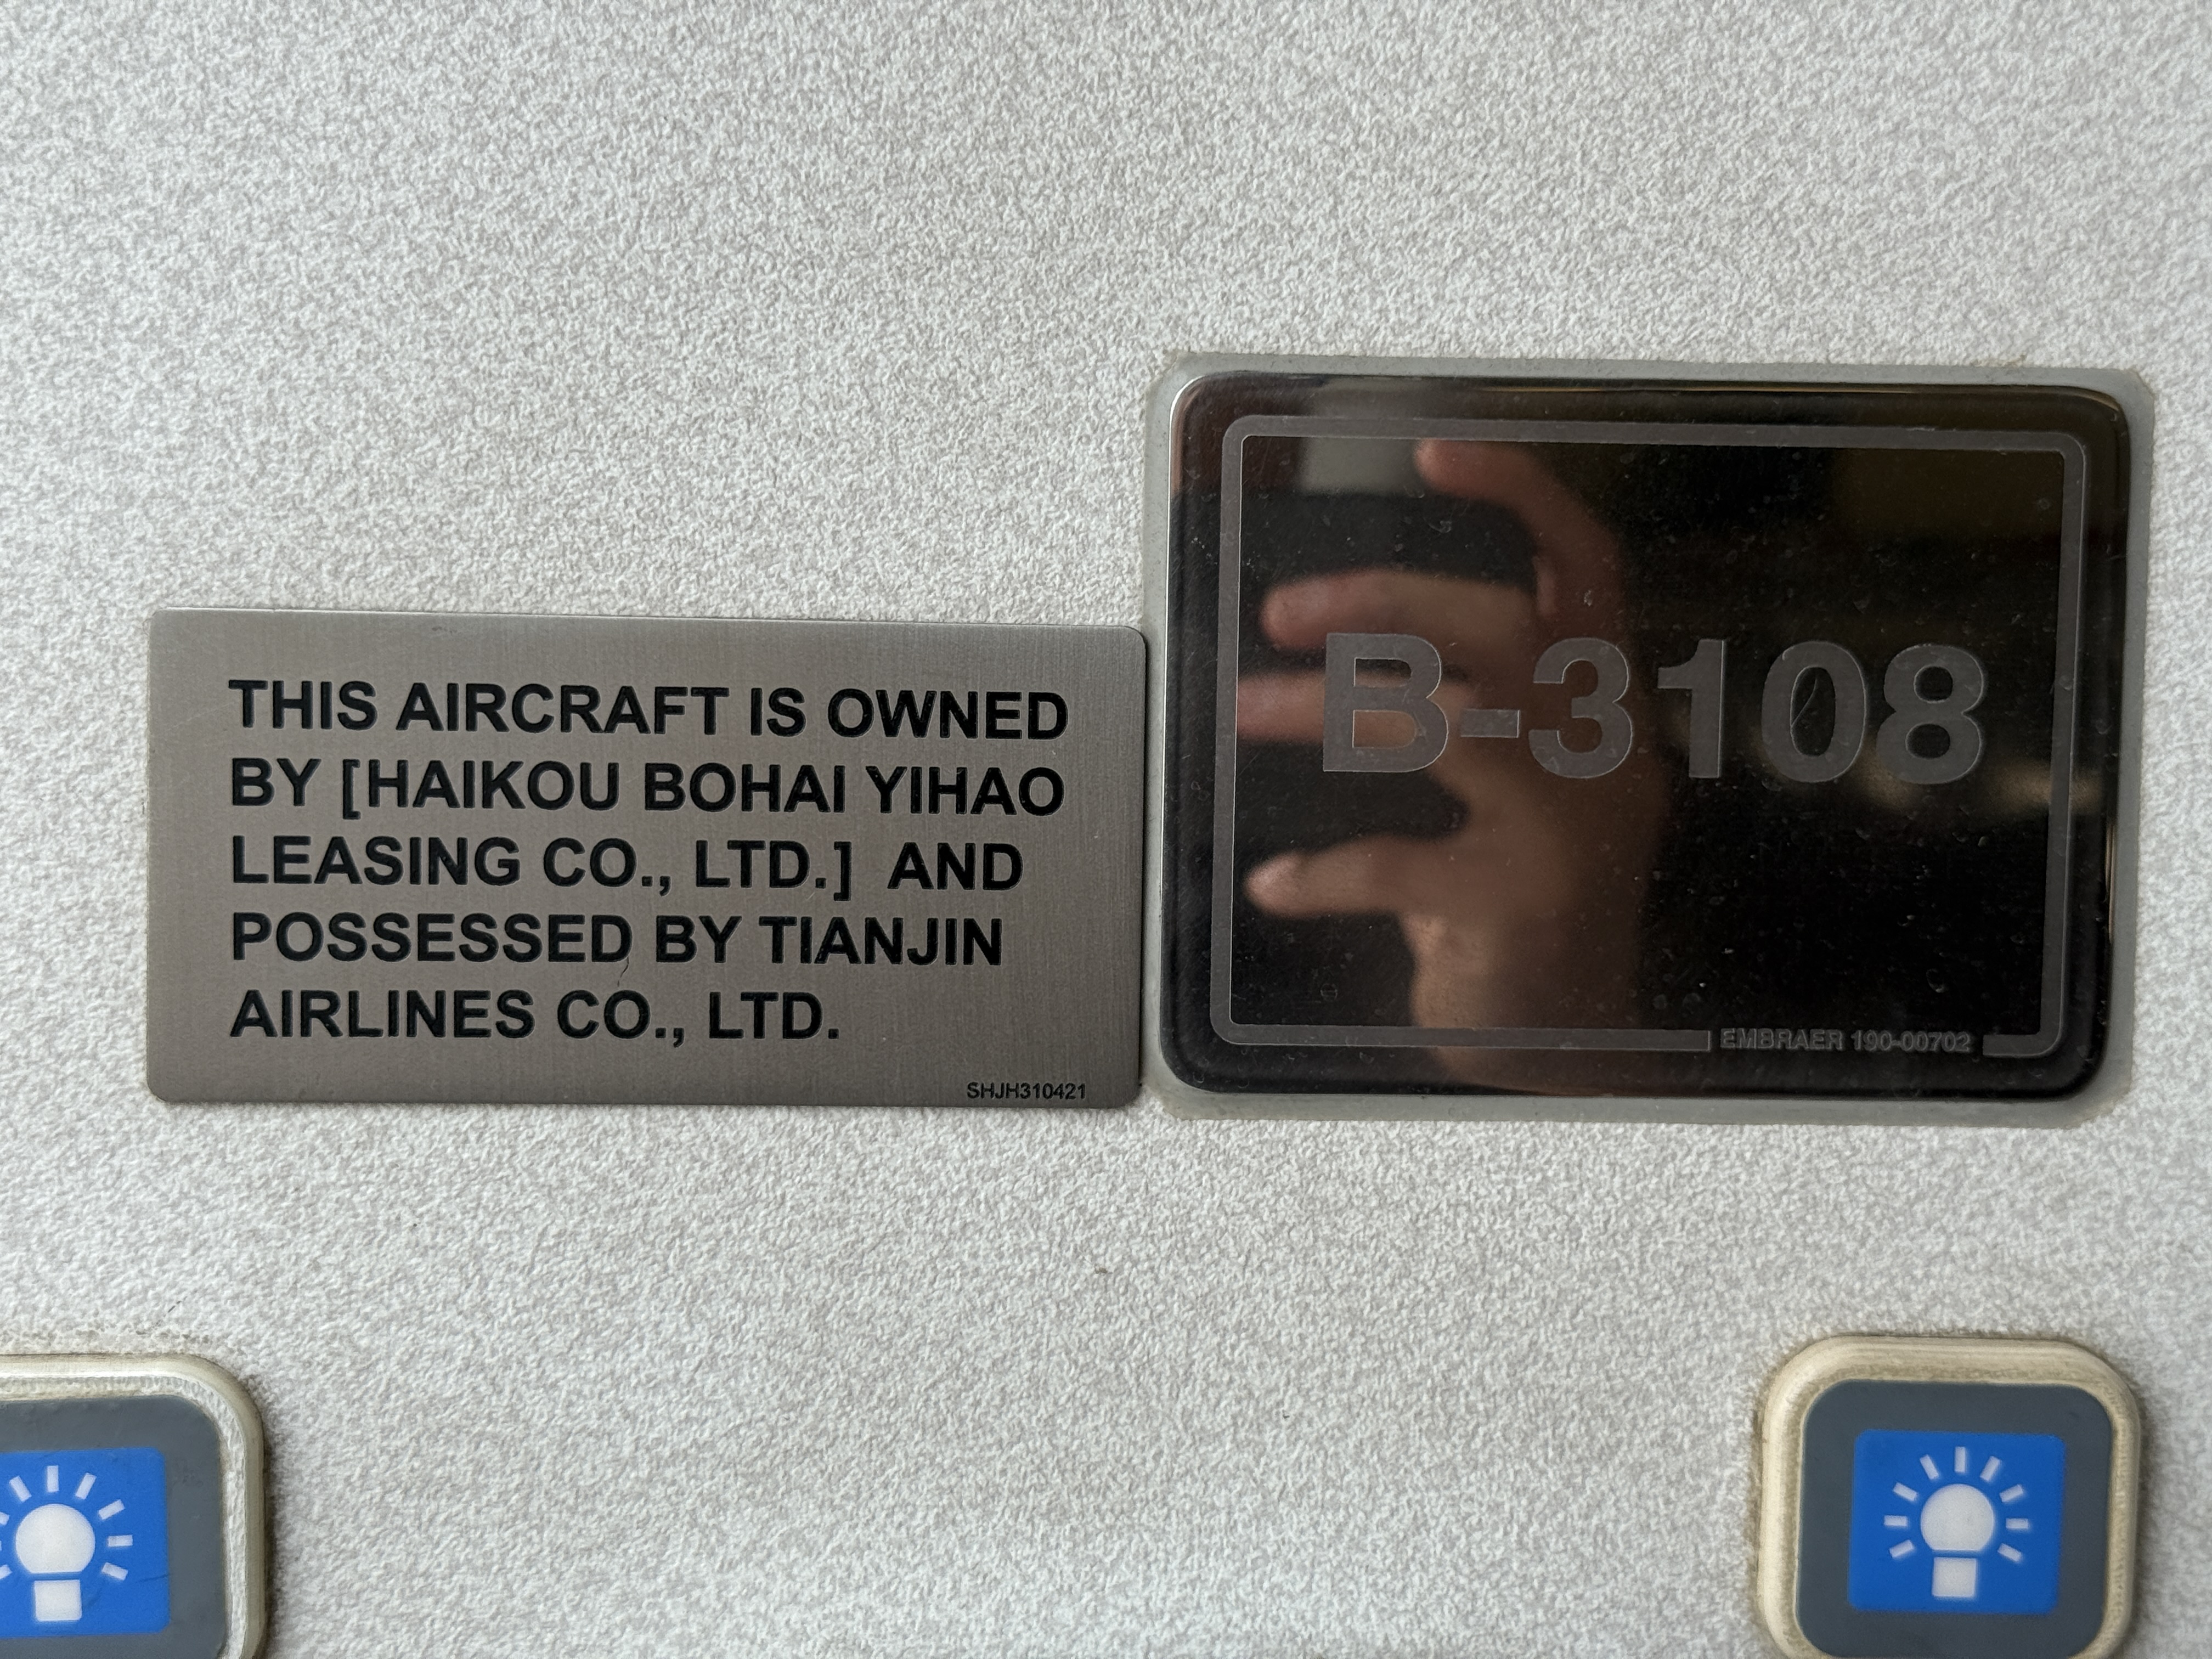 THIS AIRCRAFT IS OWNED
BY [HAIKOU BOHAI YIHAO
LEASING CO., LTD.] AND
POSSESSED BY TIANJIN
AIRLINES CO., LTD.
SHJH310421
B-3108
EMBRAER 190-00702